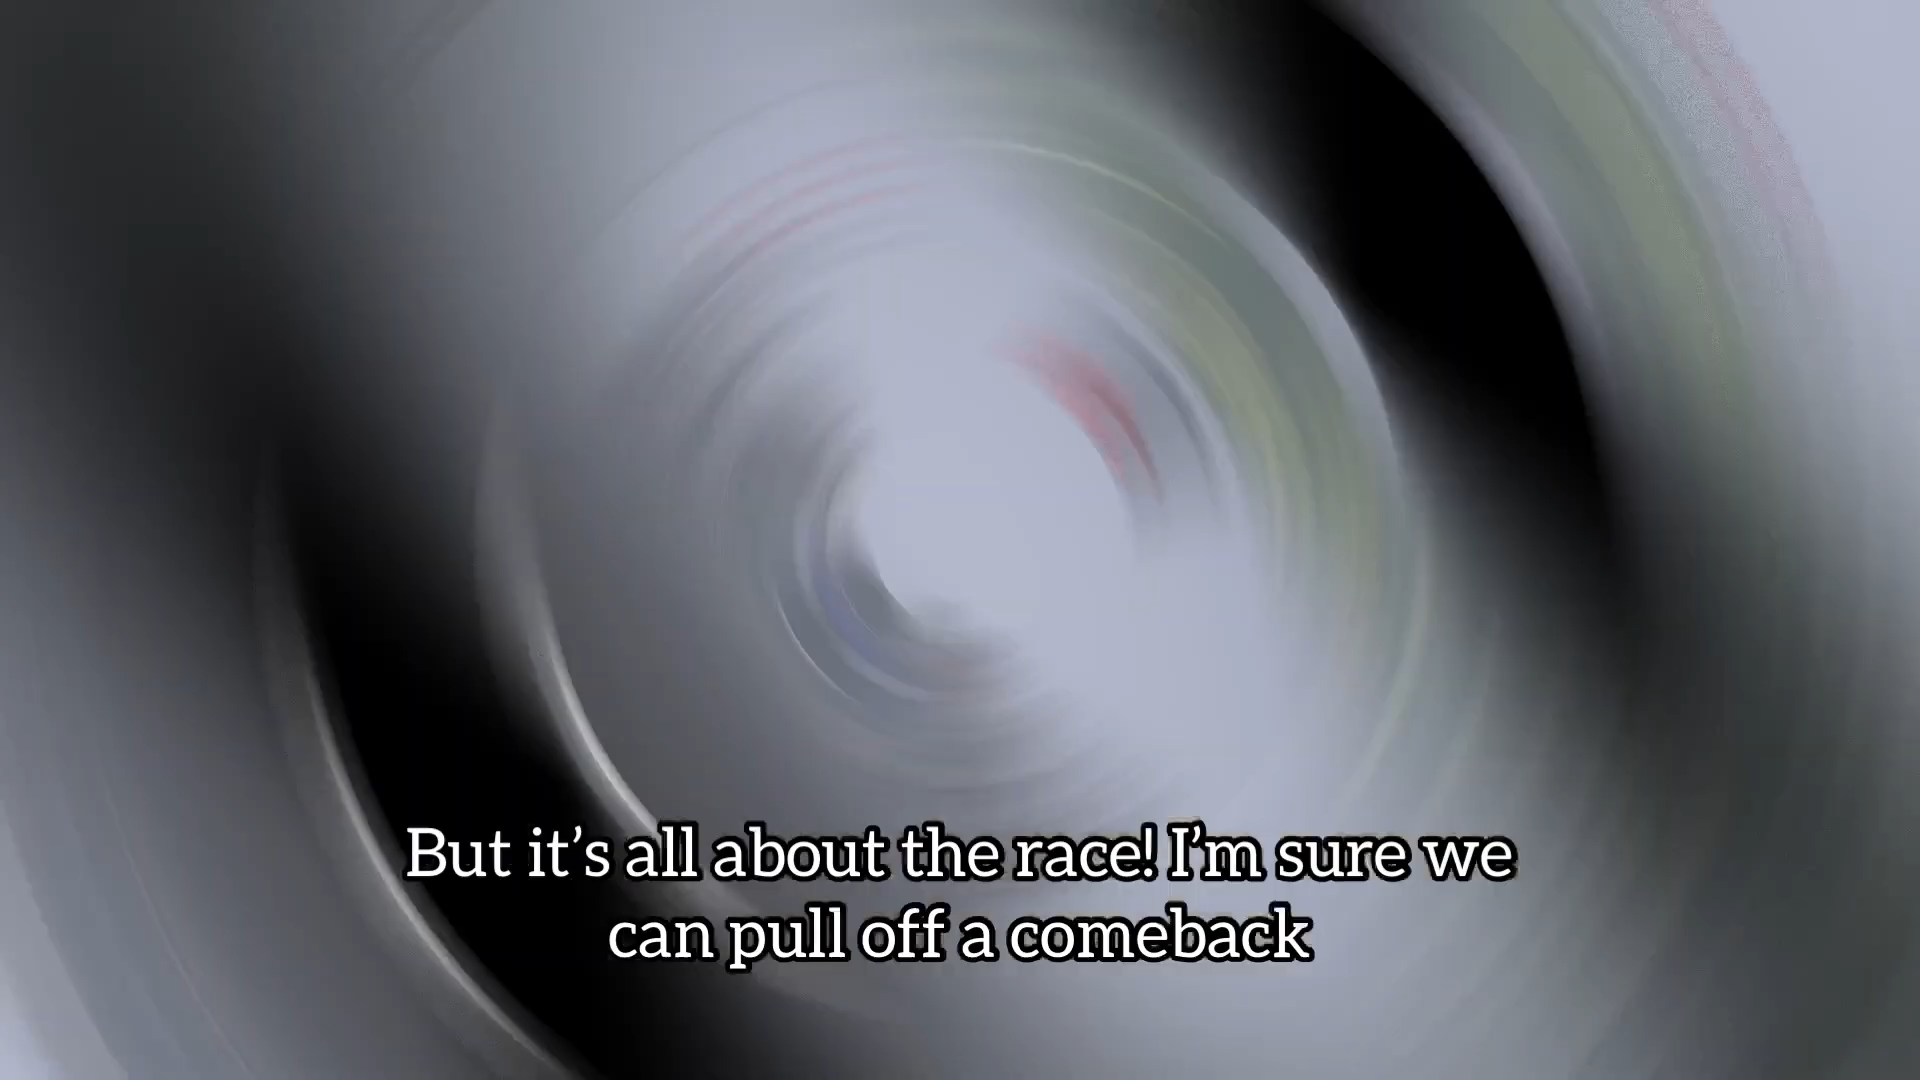 But it’s all about the race! I’m sure we
can pull off a comeback